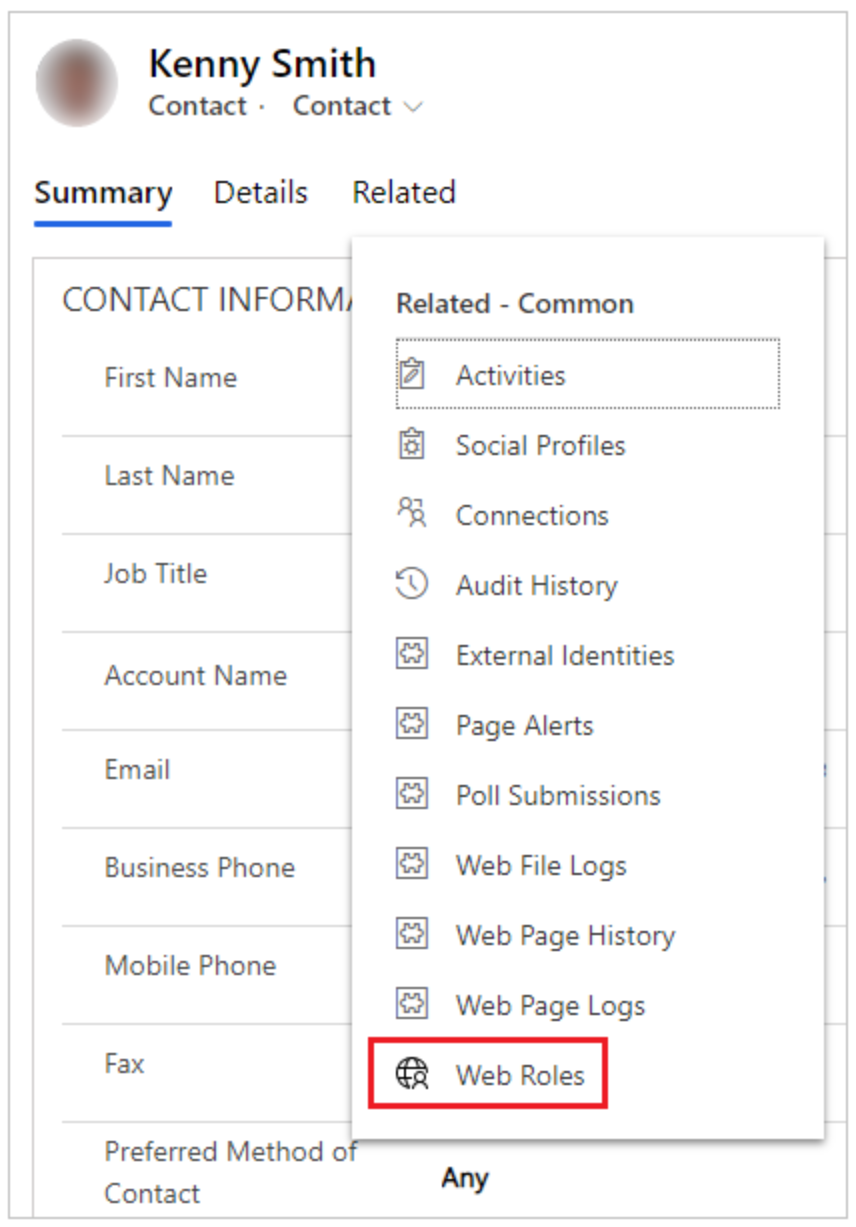 Kenny Smith
Contact · Contact
Summary Details Related
CONTACT INFORMA
Related - Common
First Name
Activities
Social Profiles
Last Name
Connections
Job Title
Audit History
External Identities
Account Name
Page Alerts
Email
Poll Submissions
Business Phone
Web File Logs
Web Page History
Mobile Phone
Web Page Logs
Fax
Web Roles
Preferred Method of
Contact
Any